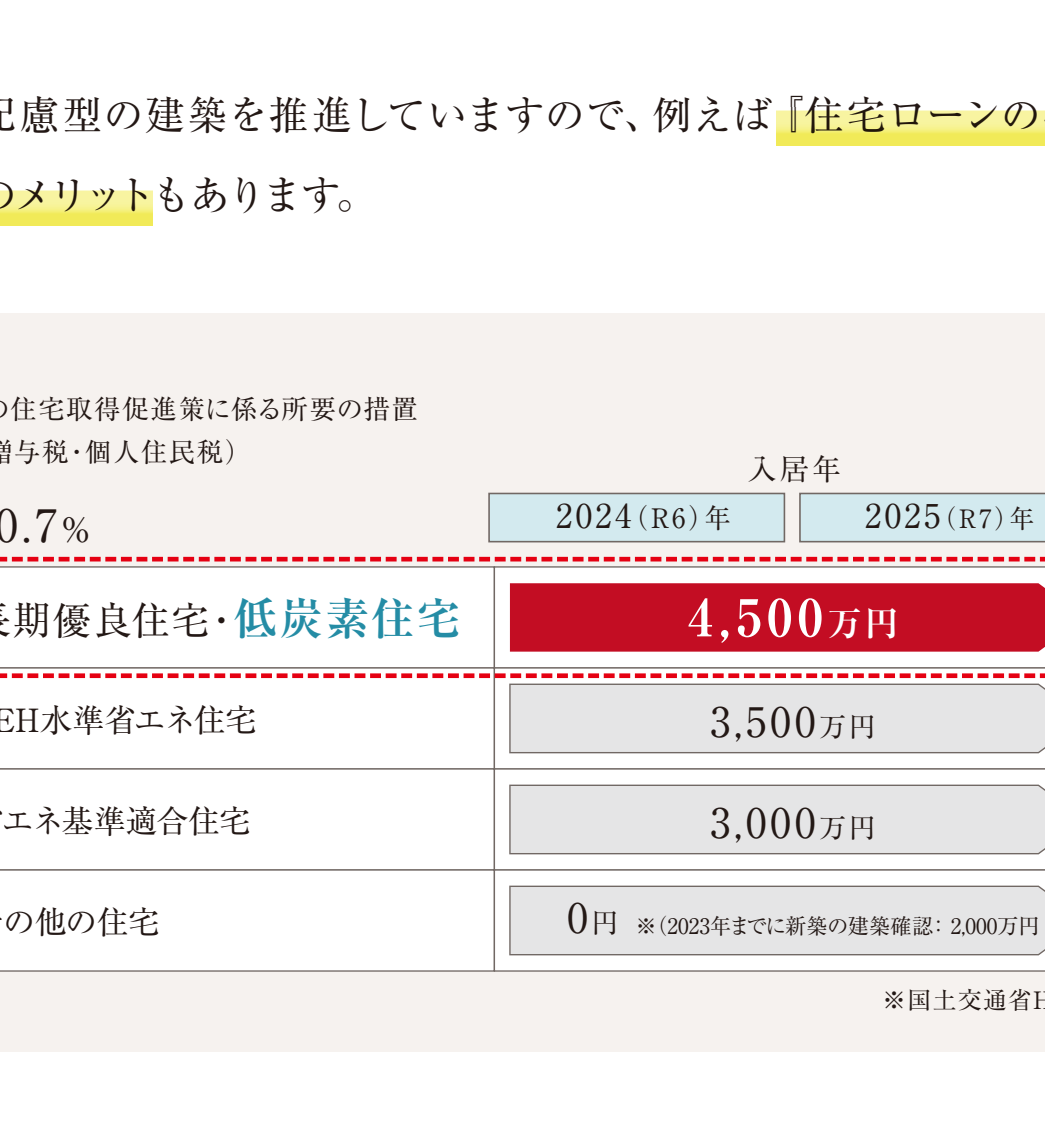 配慮型の建築を推進していますので、例えば『住宅ローンの
のメリットもあります。
の住宅取得促進策に係る所要の措置
贈与税・個人住民税）
入居年
0.7%
2024（R6）年 2025（R7）年
長期優良住宅・低炭素住宅 4,500万円
EH水準省エネ住宅 3,500万円
省エネ基準適合住宅 3,000万円
その他の住宅 0円 ※（2023年までに新築の建築確認：2,000万円
※国土交通省H